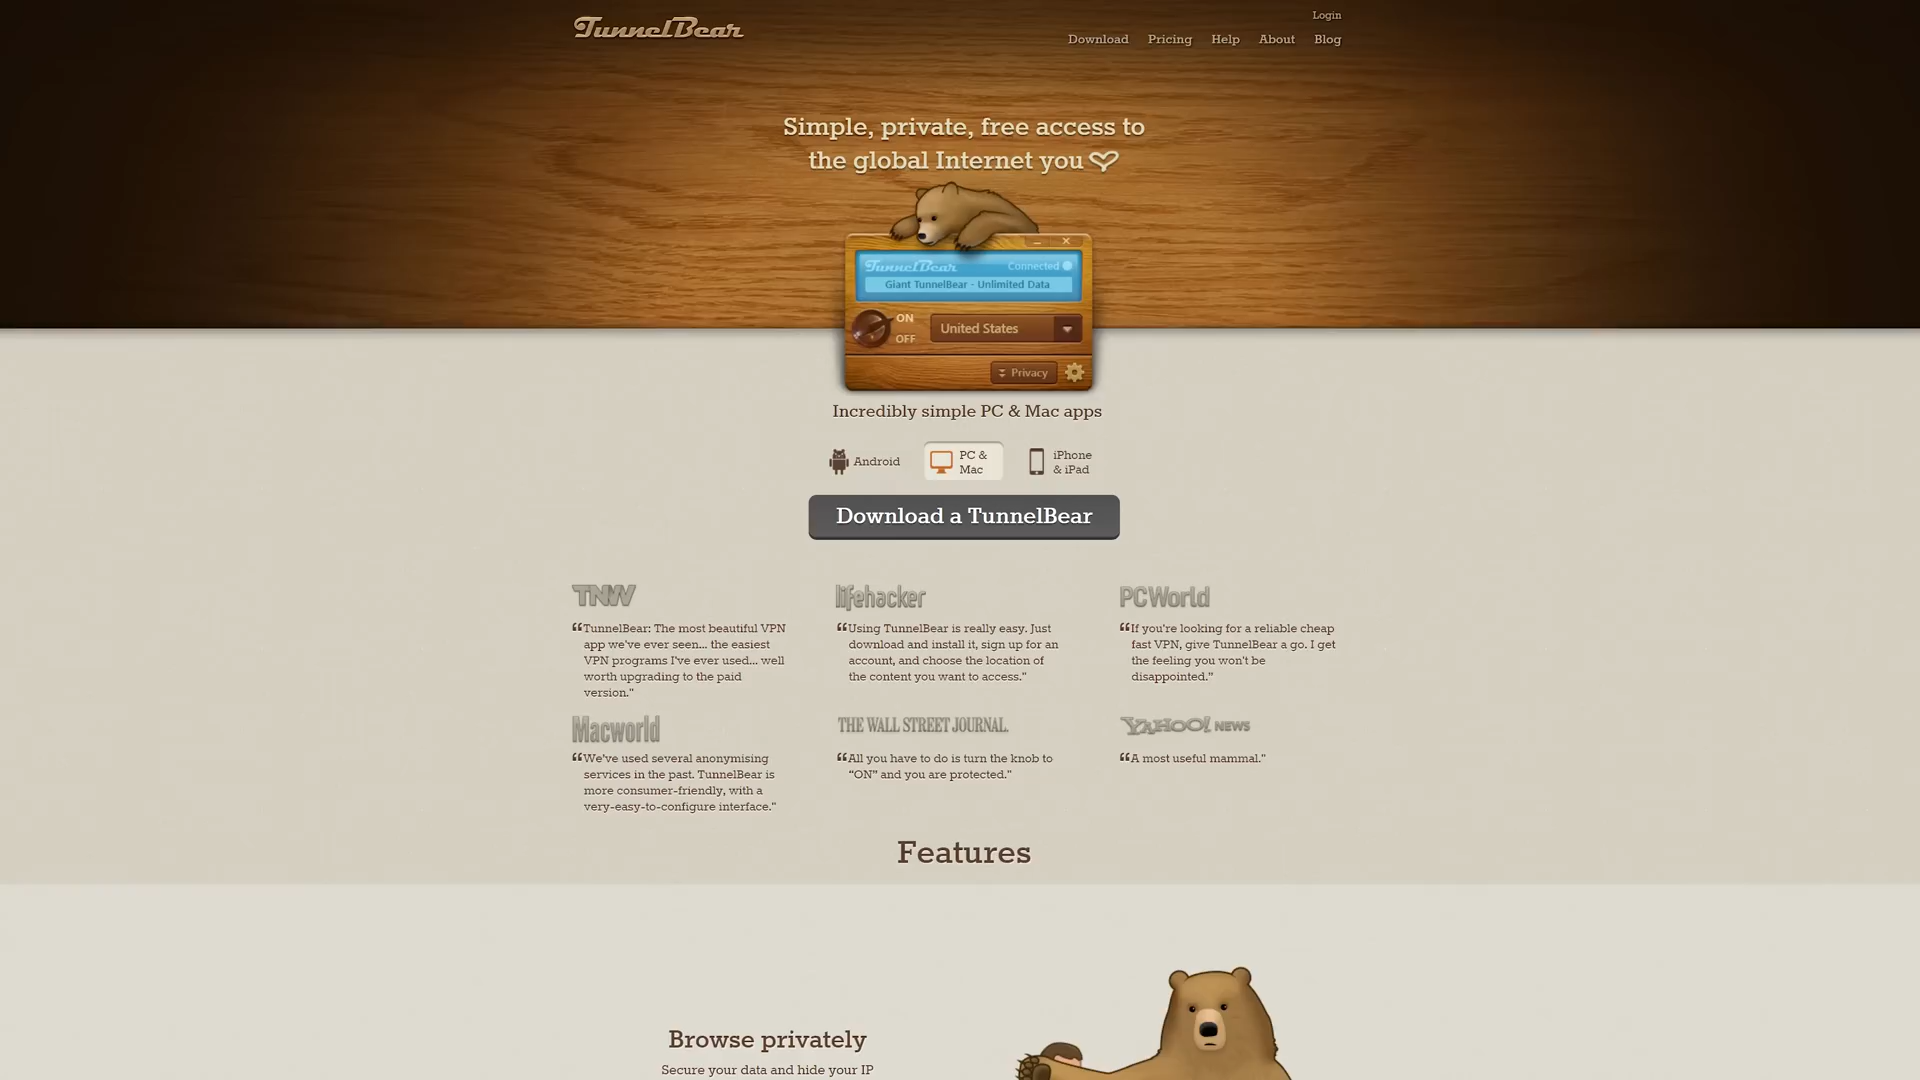 TunnelBear
Login
Download Pricing Help About Blog
Simple, private, free access to
the global Internet you
TunnelBear Connected
Giant TunnelBear - Unlimited Data
ON
OFF
United States
Privacy
Incredibly simple PC & Mac apps
Android
PC &
Mac
iPhone
& iPad
Download a TunnelBear
TNW
“TunnelBear: The most beautiful VPN
app we've ever seen... the easiest
VPN programs I've ever used... well
worth upgrading to the paid
version."
lifehacker
“Using TunnelBear is really easy. Just
download and install it, sign up for an
account, and choose the location of
the content you want to access."
PCWorld
“If you're looking for a reliable cheap
fast VPN, give TunnelBear a go. I get
the feeling you won't be
disappointed.”
Macworld
“We've used several anonymising
services in the past. TunnelBear is
more consumer-friendly, with a
very-easy-to-configure interface."
THE WALL STREET JOURNAL.
“All you have to do is turn the knob to
“ON” and you are protected."
YAHOO! NEWS
“A most useful mammal."
Features
Browse privately
Secure your data and hide your IP